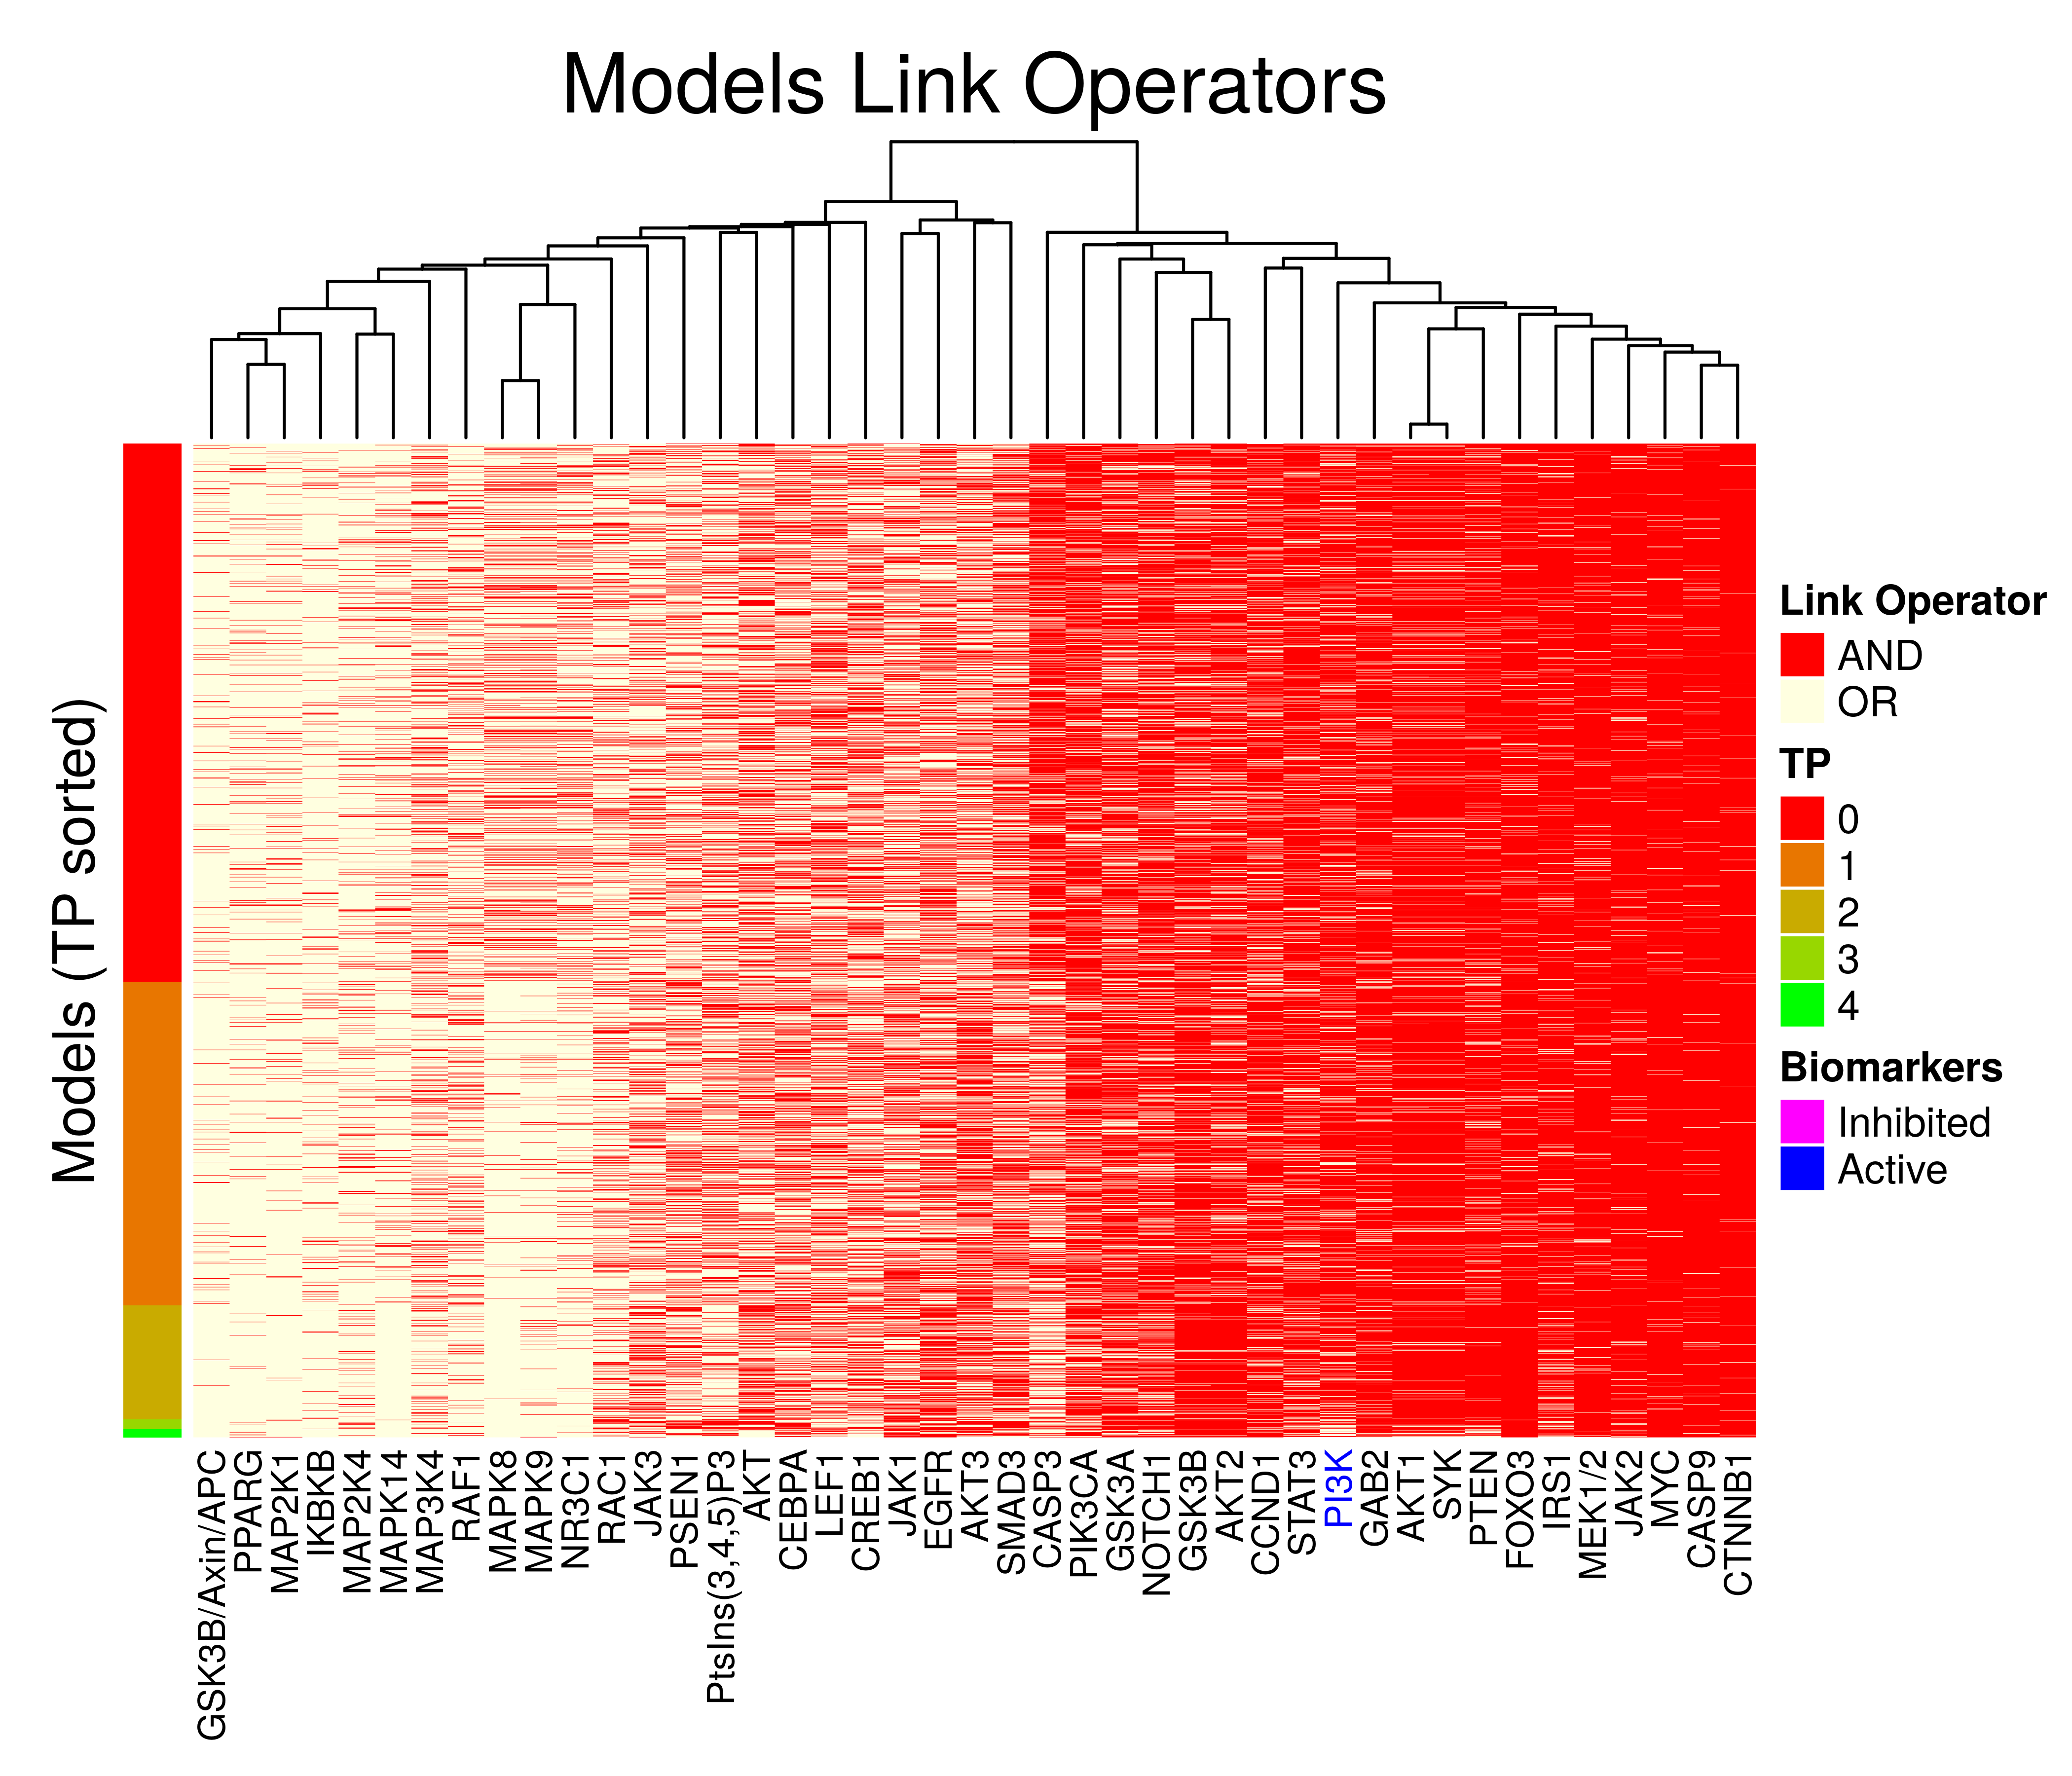 Models Link Operators
Models (TP sorted)
Link Operator
AND
OR
TP
0
1
2
3
4
Biomarkers
Inhibited
Active
GSK3B/Axin/APC
PPARG
MAP2K1
IKBKB
MAP2K4
MAPK14
MAP3K4
RAF1
MAPK8
MAPK9
NR3C1
RAC1
JAK3
PSEN1
PtsIns(3,4,5)P3
AKT
CEBPA
LEF1
CREB1
JAK1
EGFR
AKT3
SMAD3
CASP3
PIK3CA
GSK3A
NOTCH1
GSK3B
AKT2
CCND1
STAT3
PI3K
GAB2
AKT1
SYK
PTEN
FOXO3
IRS1
MEK1/2
JAK2
MYC
CASP9
CTNNB1